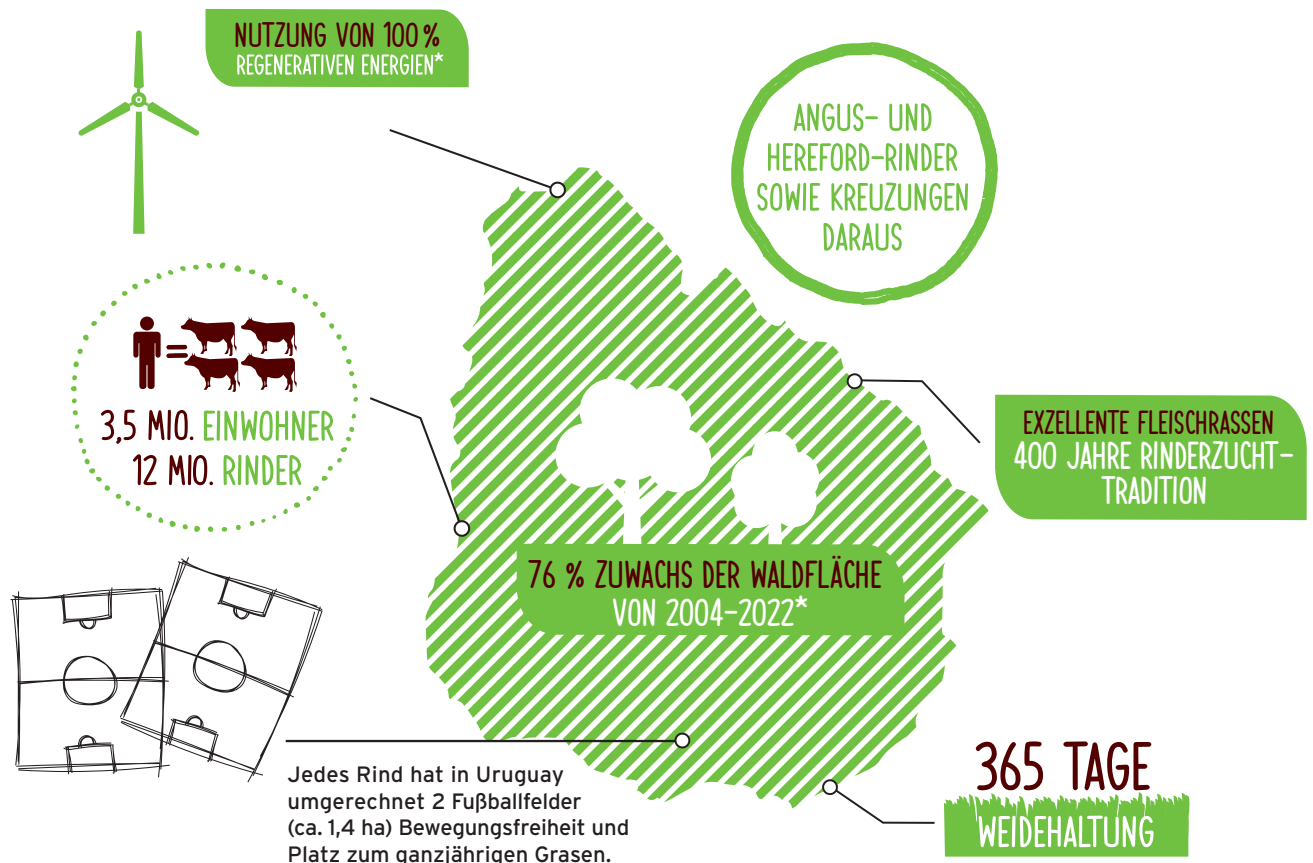 NUTZUNG VON 100 %
REGENERATIVEN ENERGIEN*
ANGUS- UND
HEREFORD-RINDER
SOWIE KREUZUNGEN
DARAUS
=
3,5 MIO. EINWOHNER
12 MIO. RINDER
EXZELLENTE FLEISCHRASSEN
400 JAHRE RINDERZUCHT-
TRADITION
76 % ZUWACHS DER WALDFLÄCHE
VON 2004-2022*
Jedes Rind hat in Uruguay
umgerechnet 2 Fußballfelder
(ca. 1,4 ha) Bewegungsfreiheit und
Platz zum ganzjährigen Grasen.
365 TAGE
WEIDEHALTUNG